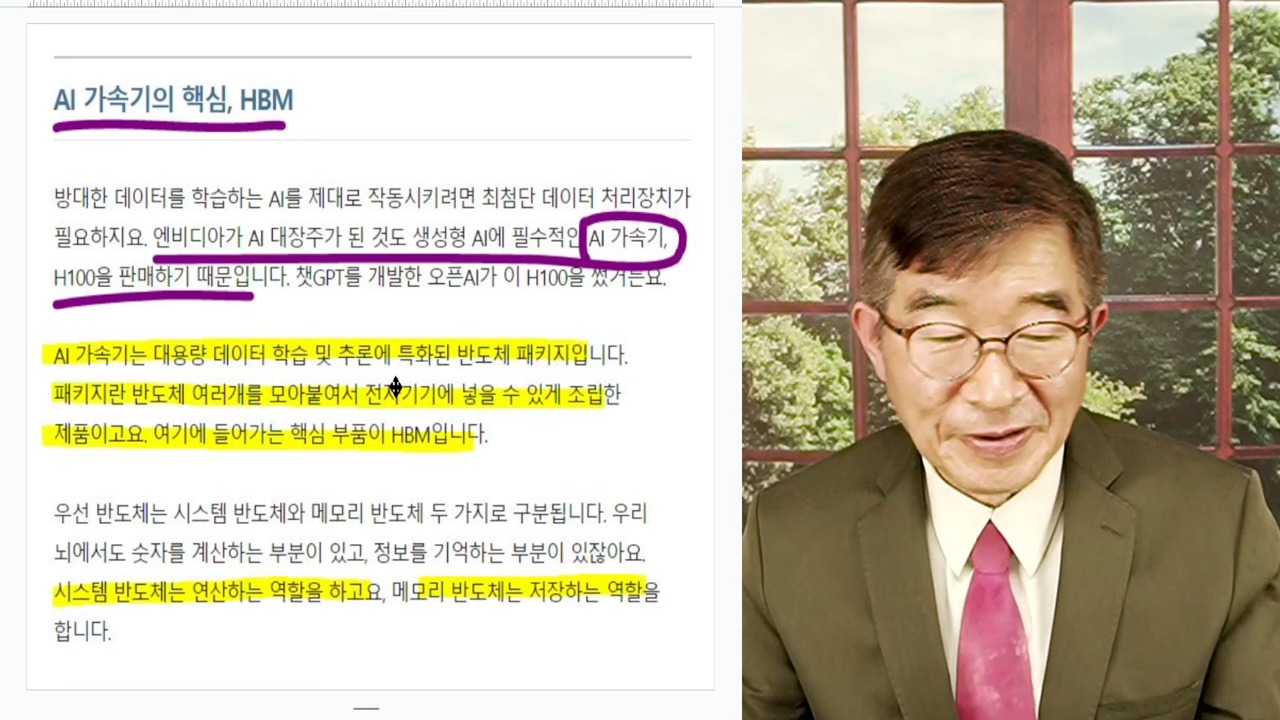 AI 가속기의 핵심, HBM
방대한 데이터를 학습하는 AI를 제대로 작동시키려면 최첨단 데이터 처리장치가
필요하지요. 엔비디아가 AI 대장주가 된 것도 생성형 AI에 필수적인 AI 가속기,
H100을 판매하기 때문입니다. 챗GPT를 개발한 오픈AI가 이 H100을 썼거든요.
AI 가속기는 대용량 데이터 학습 및 추론에 특화된 반도체 패키지입니다.
패키지란 반도체 여러개를 모아붙여서 전자기기에 넣을 수 있게 조립한
제품이고요. 여기에 들어가는 핵심 부품이 HBM입니다.
우선 반도체는 시스템 반도체와 메모리 반도체 두 가지로 구분됩니다. 우리
뇌에서도 숫자를 계산하는 부분이 있고, 정보를 기억하는 부분이 있잖아요.
시스템 반도체는 연산하는 역할을 하고요, 메모리 반도체는 저장하는 역할을
합니다.